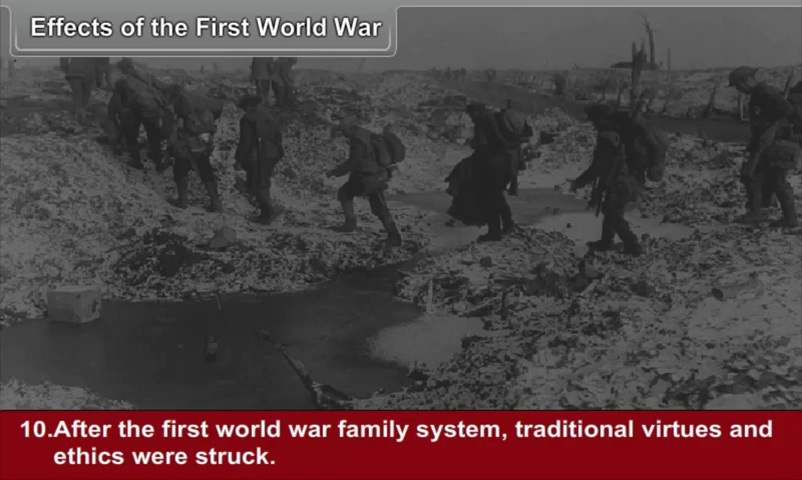 Effects of the First World War
10.After the first world war family system, traditional virtues and
ethics were struck.